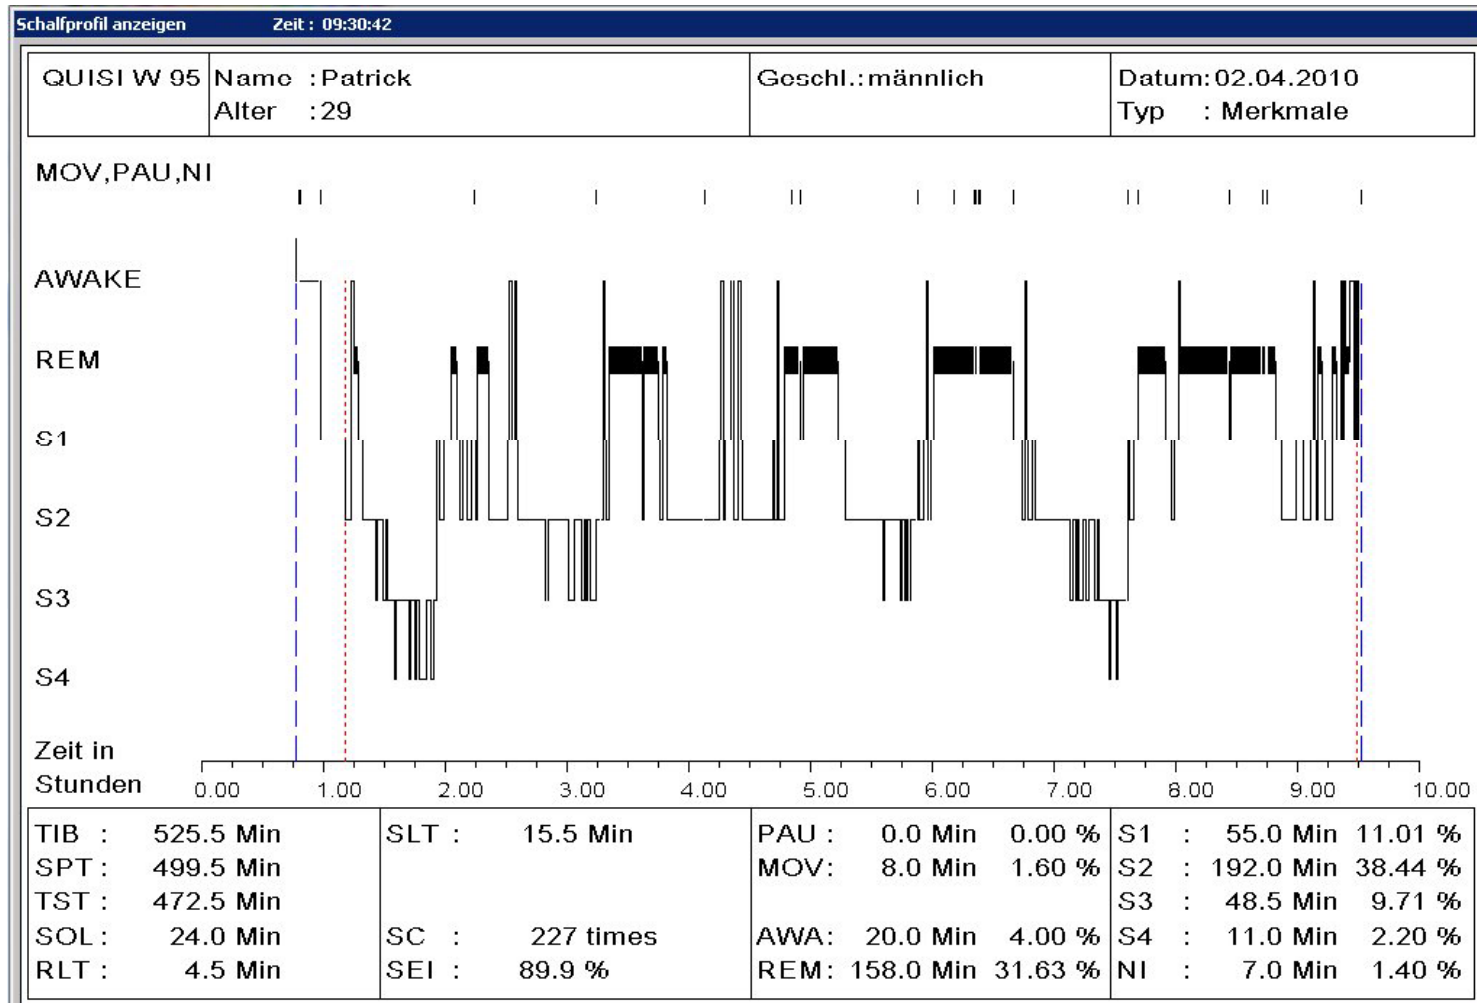 Schalfprofil anzeigen Zeit : 09:30:42
QUISI W 95 Name :Patrick Geschl.:männlich Datum:02.04.2010
Alter :29 Typ : Merkmale
MOV,PAU,NI
AWAKE
REM
S1
S2
S3
S4
Zeit in
Stunden
0.00 1.00 2.00 3.00 4.00 5.00 6.00 7.00 8.00 9.00 10.00
TIB : 525.5 Min SLT : 15.5 Min PAU : 0.0 Min 0.00 % S1 : 55.0 Min 11.01 %
SPT : 499.5 Min MOV: 8.0 Min 1.60 % S2 : 192.0 Min 38.44 %
TST : 472.5 Min S3 : 48.5 Min 9.71 %
SOL : 24.0 Min SC : 227 times AWA: 20.0 Min 4.00 % S4 : 11.0 Min 2.20 %
RLT : 4.5 Min SEI : 89.9 % REM: 158.0 Min 31.63 % NI : 7.0 Min 1.40 %